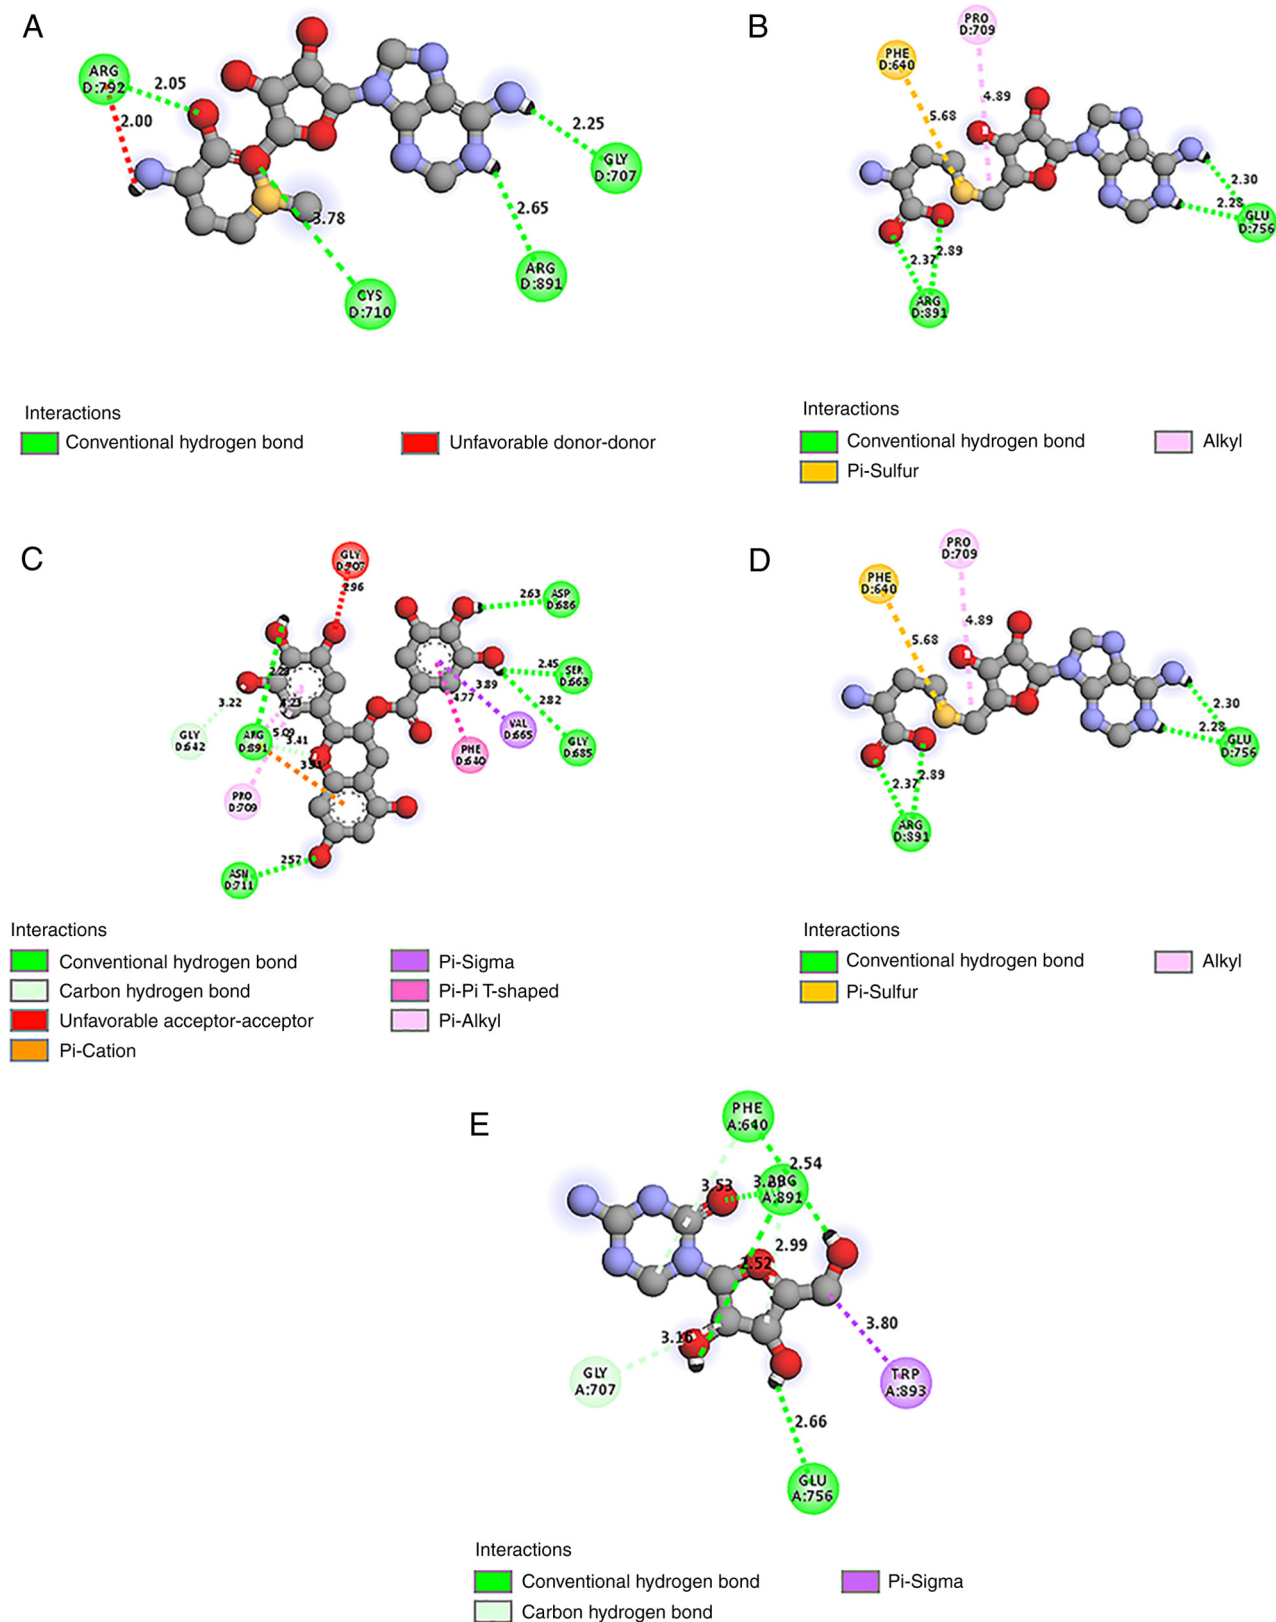 A
ARG
D:792
2.05
2.00
2.25
GLY
D:707
2.65
3.78
ARG
D:891
CYS
D:710
Interactions
Conventional hydrogen bond
Unfavorable donor-donor
B
PRO
D:709
PHE
D:640
4.89
5.68
2.30
2.28
GLU
D:756
2.37
2.89
ARG
D:891
Interactions
Conventional hydrogen bond
Alkyl
Pi-Sulfur
C
GLY
D:707
2.96
2.63
ASP
D:686
2.45
SER
D:663
3.89
4.77
2.82
3.22
GLY
D:642
ARG
D:891
5.09
3.41
VAL
D:665
PHE
D:640
GLY
D:685
PRO
D:709
2.57
ASN
D:711
Interactions
Conventional hydrogen bond
Pi-Sigma
Carbon hydrogen bond
Pi-Pi T-shaped
Unfavorable acceptor-acceptor
Pi-Alkyl
Pi-Cation
D
PRO
D:709
PHE
D:640
4.89
5.68
2.30
2.28
GLU
D:756
2.37
2.89
ARG
D:891
Interactions
Conventional hydrogen bond
Alkyl
Pi-Sulfur
E
PHE
A:640
2.54
3.53
ARG
A:891
2.99
2.52
3.16
3.80
GLY
A:707
TRP
A:893
2.66
GLU
A:756
Interactions
Conventional hydrogen bond
Pi-Sigma
Carbon hydrogen bond